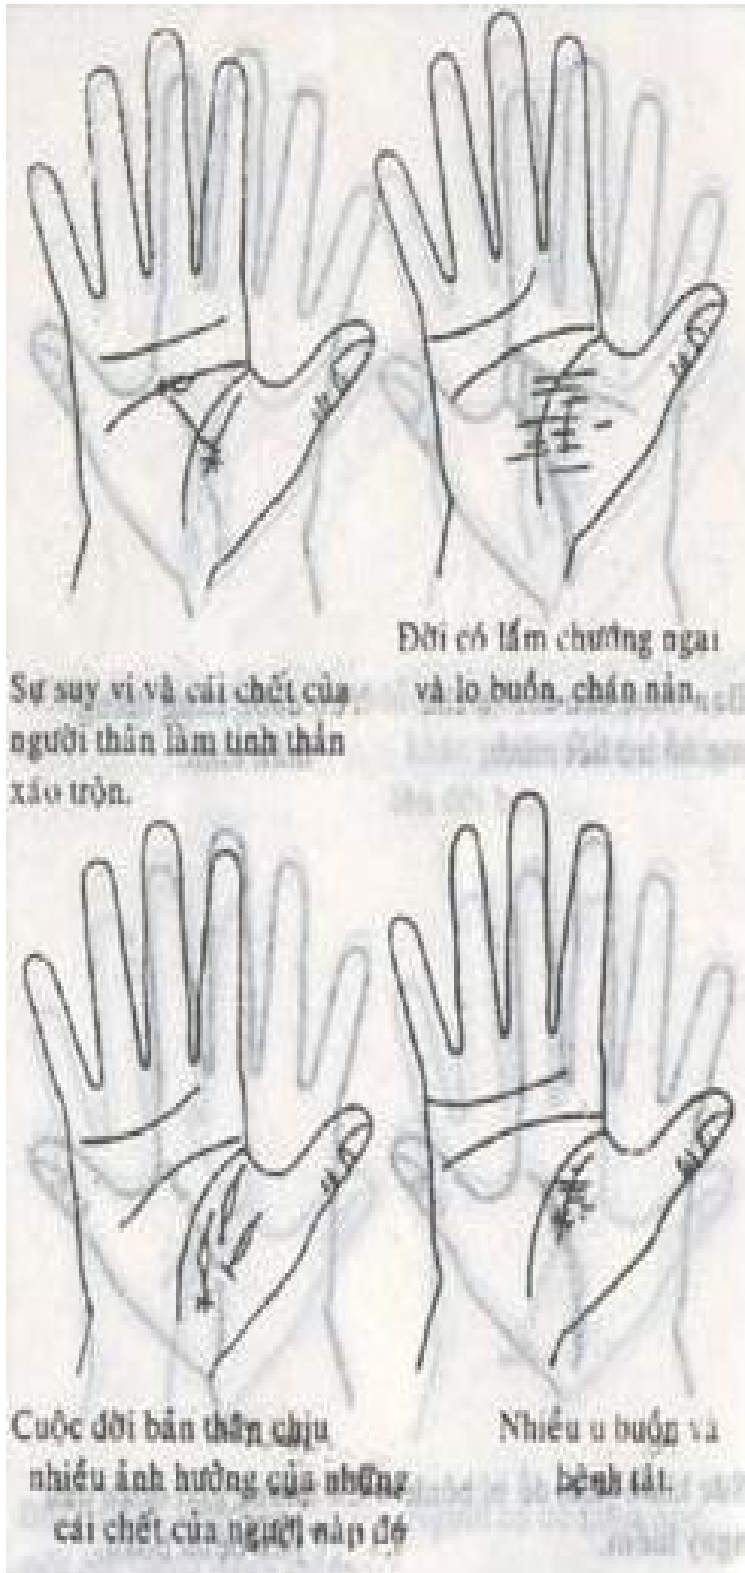 Sự suy vi và cái chết của
người thân làm tinh thần
xáo trộn.
Đời có lắm chướng ngại
và lo buồn, chán nản.
Cuộc đời bản thân chịu
nhiều ảnh hưởng của những
cái chết của người nào đó
Nhiều u buồn và
bệnh tật.